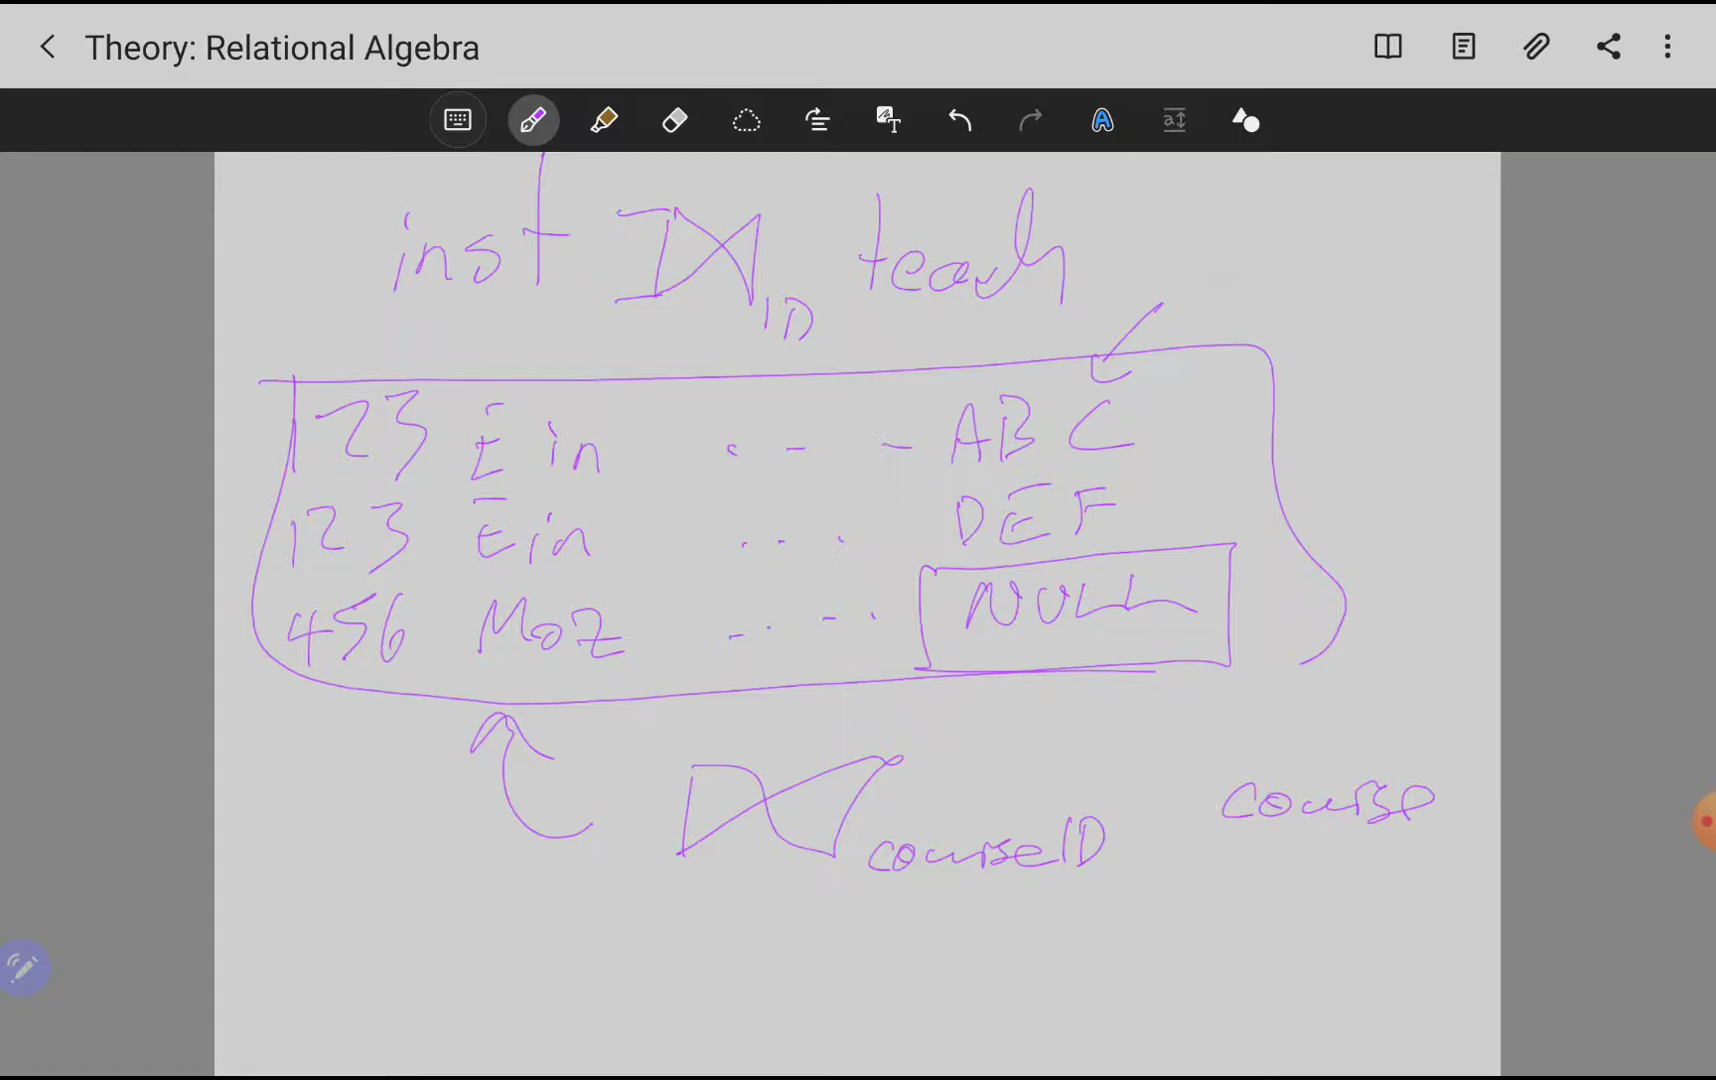 Theory: Relational Algebra
inst ⟕ ID teach
123 Ein . - - ABC
123 Ein ... DEF
456 Moz - . - . NULL
⋈ courseID course